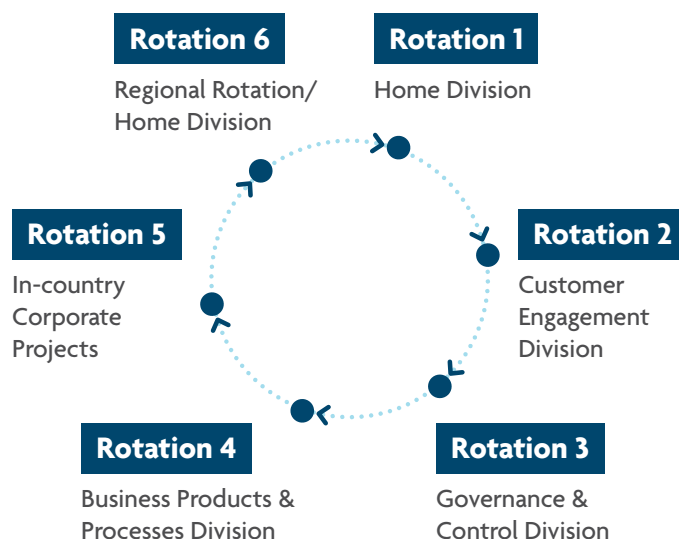 Rotation 6
Regional Rotation/
Home Division
Rotation 1
Home Division
Rotation 5
In-country
Corporate
Projects
Rotation 2
Customer
Engagement
Division
Rotation 4
Business Products &
Processes Division
Rotation 3
Governance &
Control Division